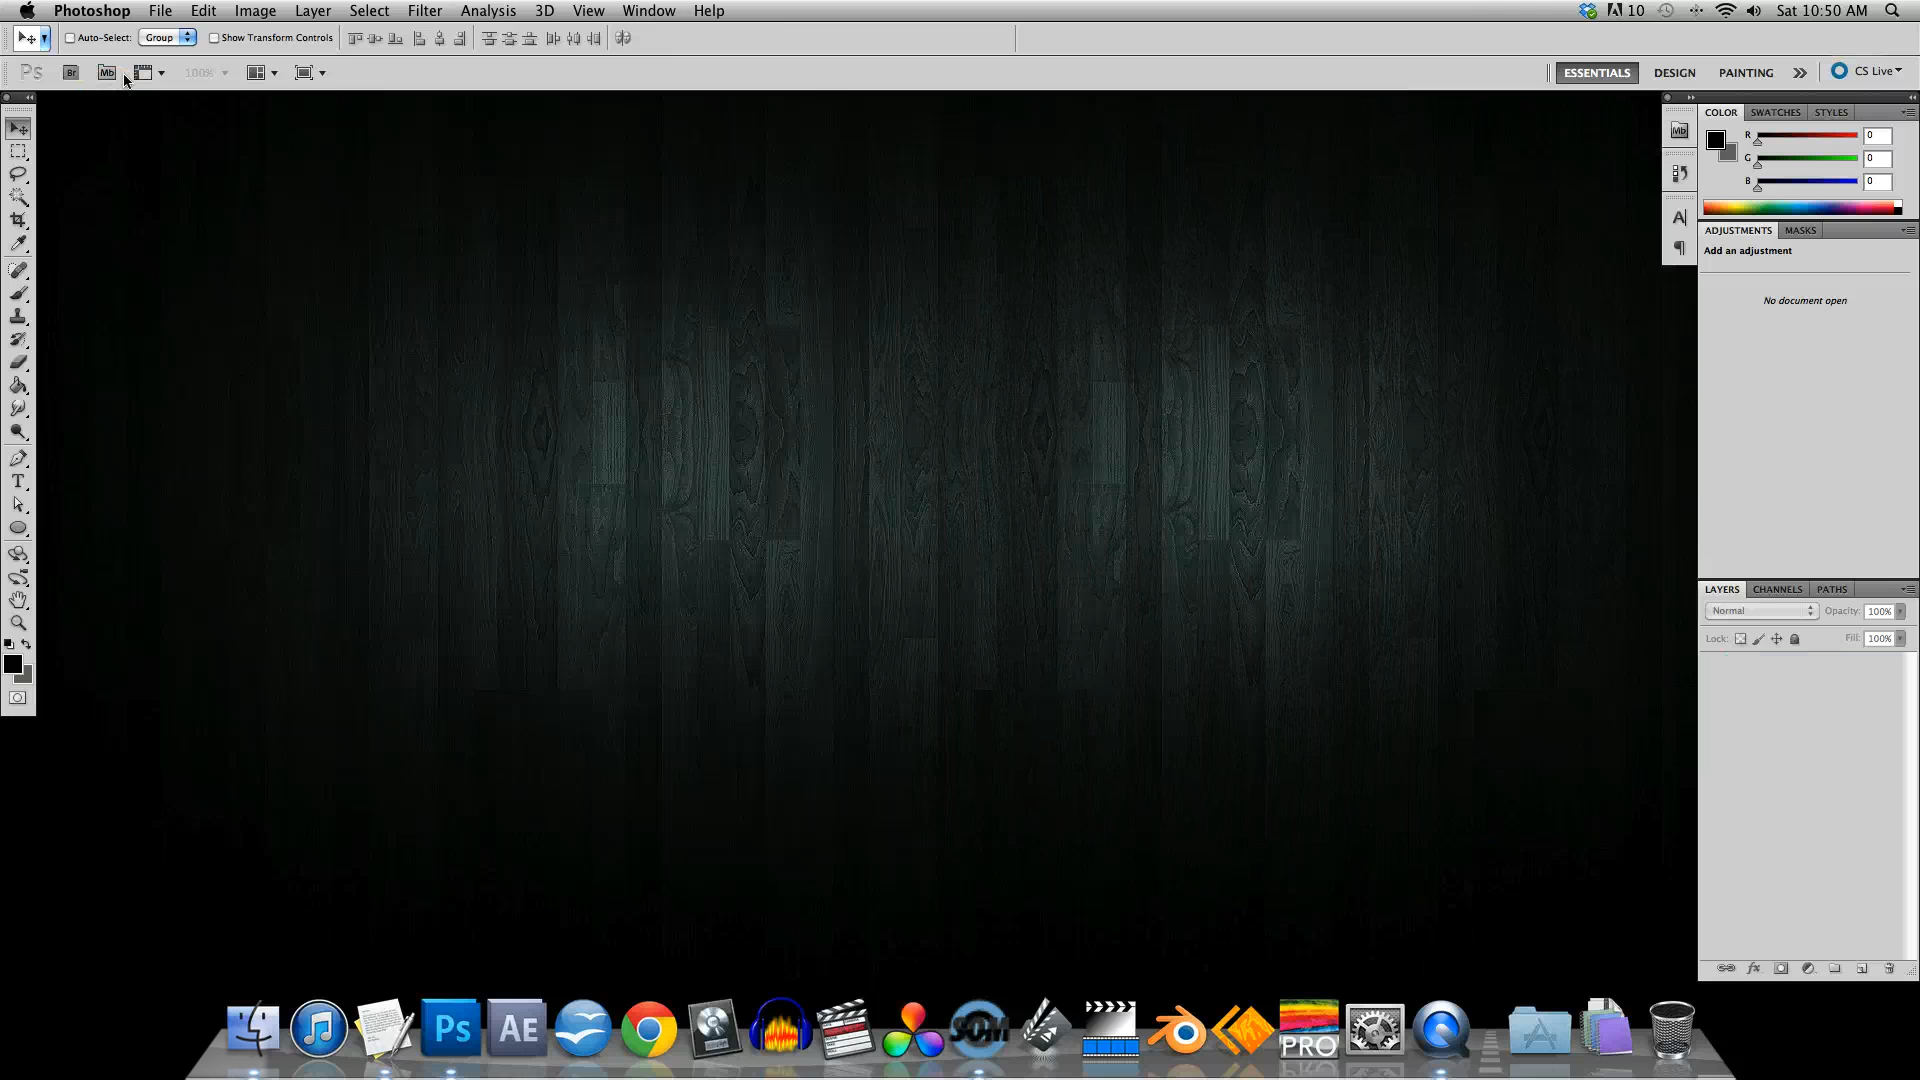 Photoshop File Edit Image Layer Select Filter Analysis 3D View Window Help 10 Sat 10:50 AM
Auto-Select: Group Show Transform Controls
Ps Br Mb 100% ESSENTIALS DESIGN PAINTING CS Live
COLOR SWATCHES STYLES
Mb
R 0
G 0
B 0
ADJUSTMENTS MASKS
Add an adjustment
No document open
T
LAYERS CHANNELS PATHS
Normal Opacity: 100%
Lock: Fill: 100%
fx
Ps AE SOM PRO